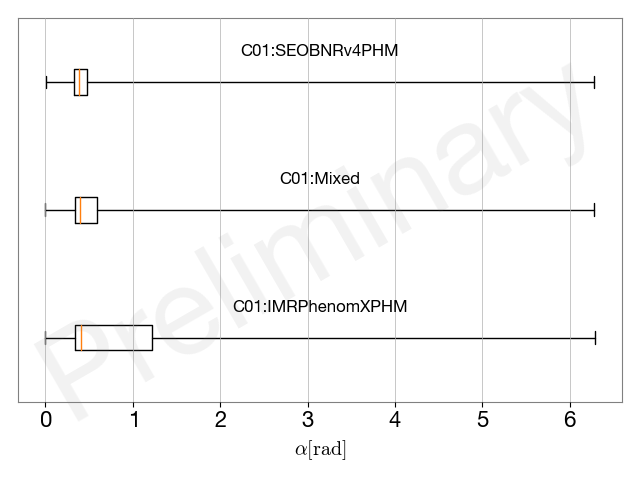 C01:SEOBNRv4PHM
C01:Mixed
C01:IMRPhenomXPHM
Preliminary
0 1 2 3 4 5 6
α[rad]